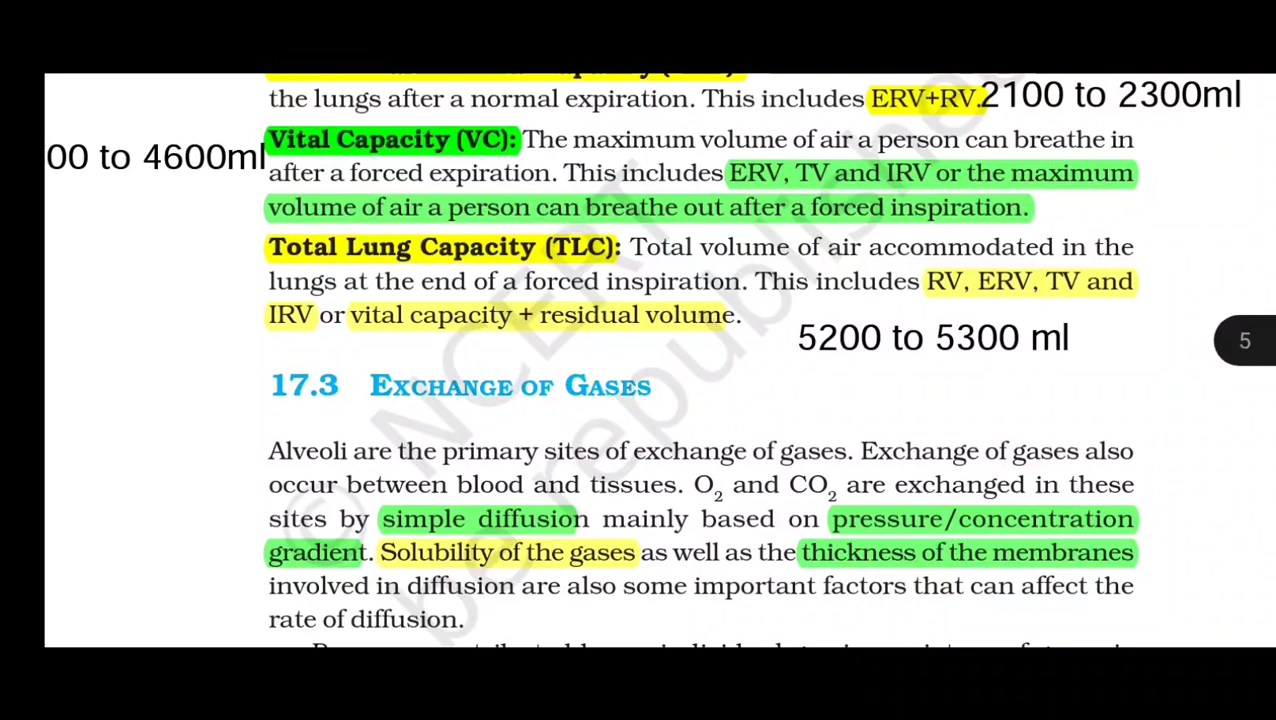 the lungs after a normal expiration. This includes ERV+RV. 2100 to 2300ml
Vital Capacity (VC): The maximum volume of air a person can breathe in
00 to 4600ml
after a forced expiration. This includes ERV, TV and IRV or the maximum
volume of air a person can breathe out after a forced inspiration.
Total Lung Capacity (TLC): Total volume of air accommodated in the
lungs at the end of a forced inspiration. This includes RV, ERV, TV and
IRV or vital capacity + residual volume.
5200 to 5300 ml
5
17.3 EXCHANGE OF GASES
Alveoli are the primary sites of exchange of gases. Exchange of gases also
occur between blood and tissues. O₂ and CO₂ are exchanged in these
sites by simple diffusion mainly based on pressure/concentration
gradient. Solubility of the gases as well as the thickness of the membranes
involved in diffusion are also some important factors that can affect the
rate of diffusion.
© NCERT
be republished